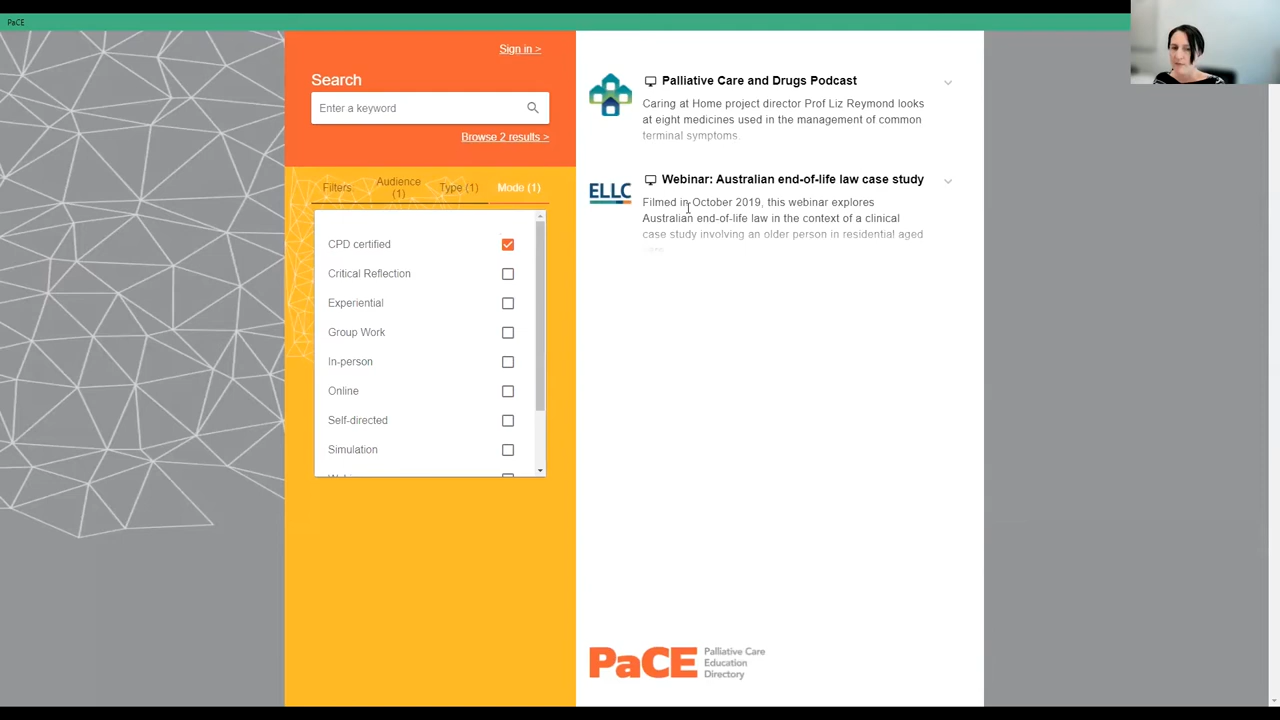 PaCE
Sign in >
Search
Enter a keyword
Browse 2 results >
Filters
Audience
(1)
Type (1)
Mode (1)
CPD certified
Critical Reflection
Experiential
Group Work
In-person
Online
Self-directed
Simulation
Palliative Care and Drugs Podcast
Caring at Home project director Prof Liz Reymond looks
at eight medicines used in the management of common
terminal symptoms.
ELLC
Webinar: Australian end-of-life law case study
Filmed in October 2019, this webinar explores
Australian end-of-life law in the context of a clinical
case study involving an older person in residential aged
PaCE
Palliative Care
Education
Directory